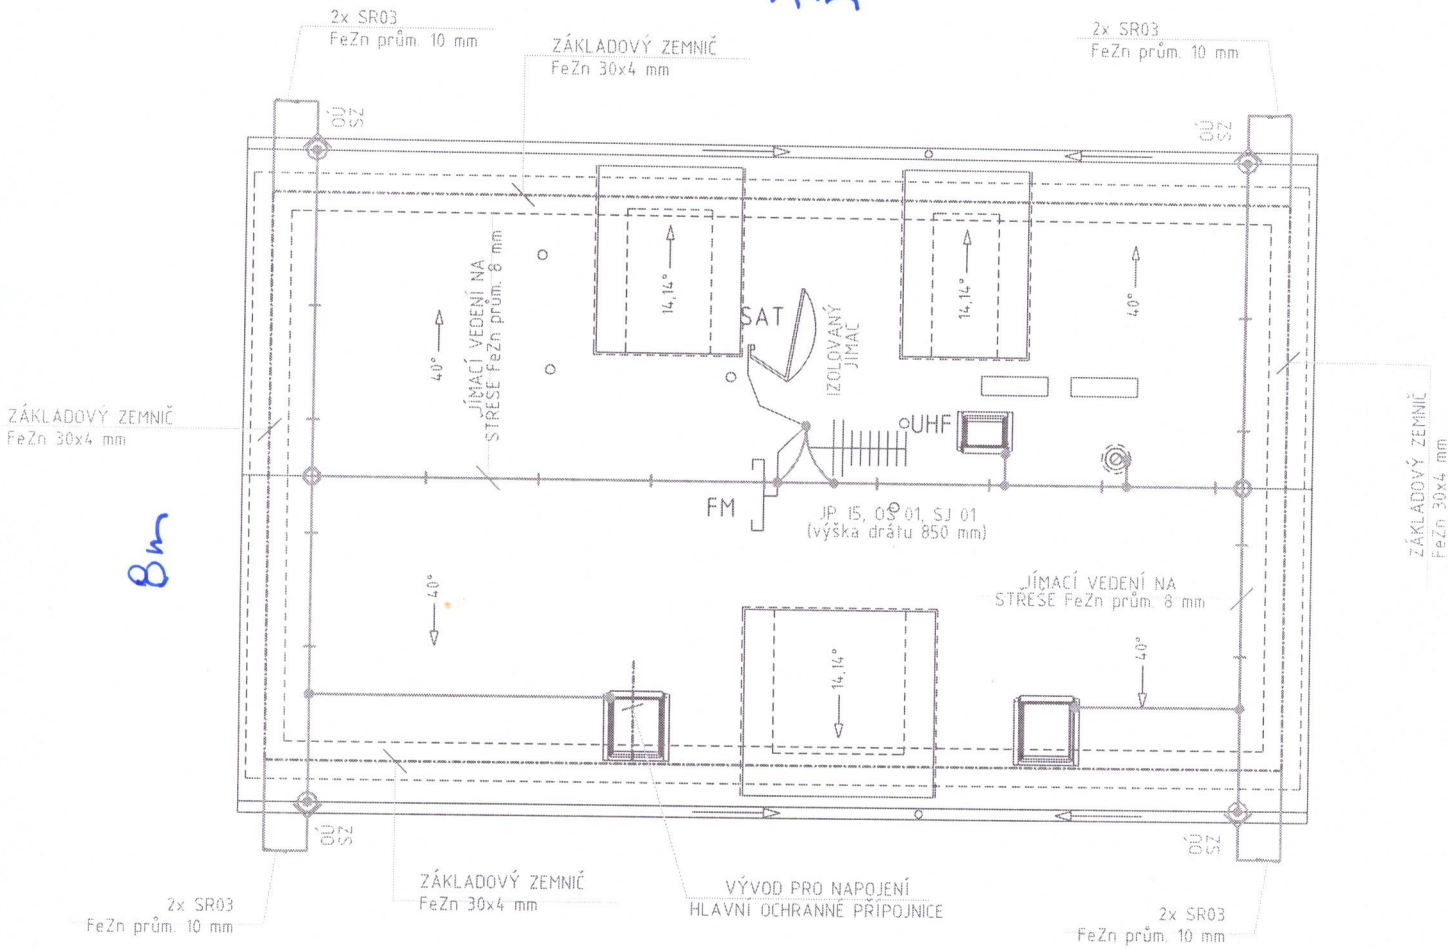 2x SR03
FeZn prům. 10 mm
ZÁKLADOVÝ ZEMNIČ
FeZn 30x4 mm
2x SR03
FeZn prům. 10 mm
OÚ
SZ
OÚ
SZ
14,14°
14,14°
40°
40°
JÍMACÍ VEDENÍ NA
STŘEŠE FeZn prům. 8 mm
SAT
IZOLOVANÝ
JÍMAČ
UHF
ZÁKLADOVÝ ZEMNIČ
FeZn 30x4 mm
ZÁKLADOVÝ ZEMNIČ
FeZn 30x4 mm
FM
JP 15, OS 01, SJ 01
(výška drátu 850 mm)
8m
40°
JÍMACÍ VEDENÍ NA
STŘEŠE FeZn prům. 8 mm
40°
14,14°
OÚ
SZ
OÚ
SZ
ZÁKLADOVÝ ZEMNIČ
FeZn 30x4 mm
VÝVOD PRO NAPOJENÍ
HLAVNÍ OCHRANNÉ PŘÍPOJNICE
2x SR03
FeZn prům. 10 mm
2x SR03
FeZn prům. 10 mm